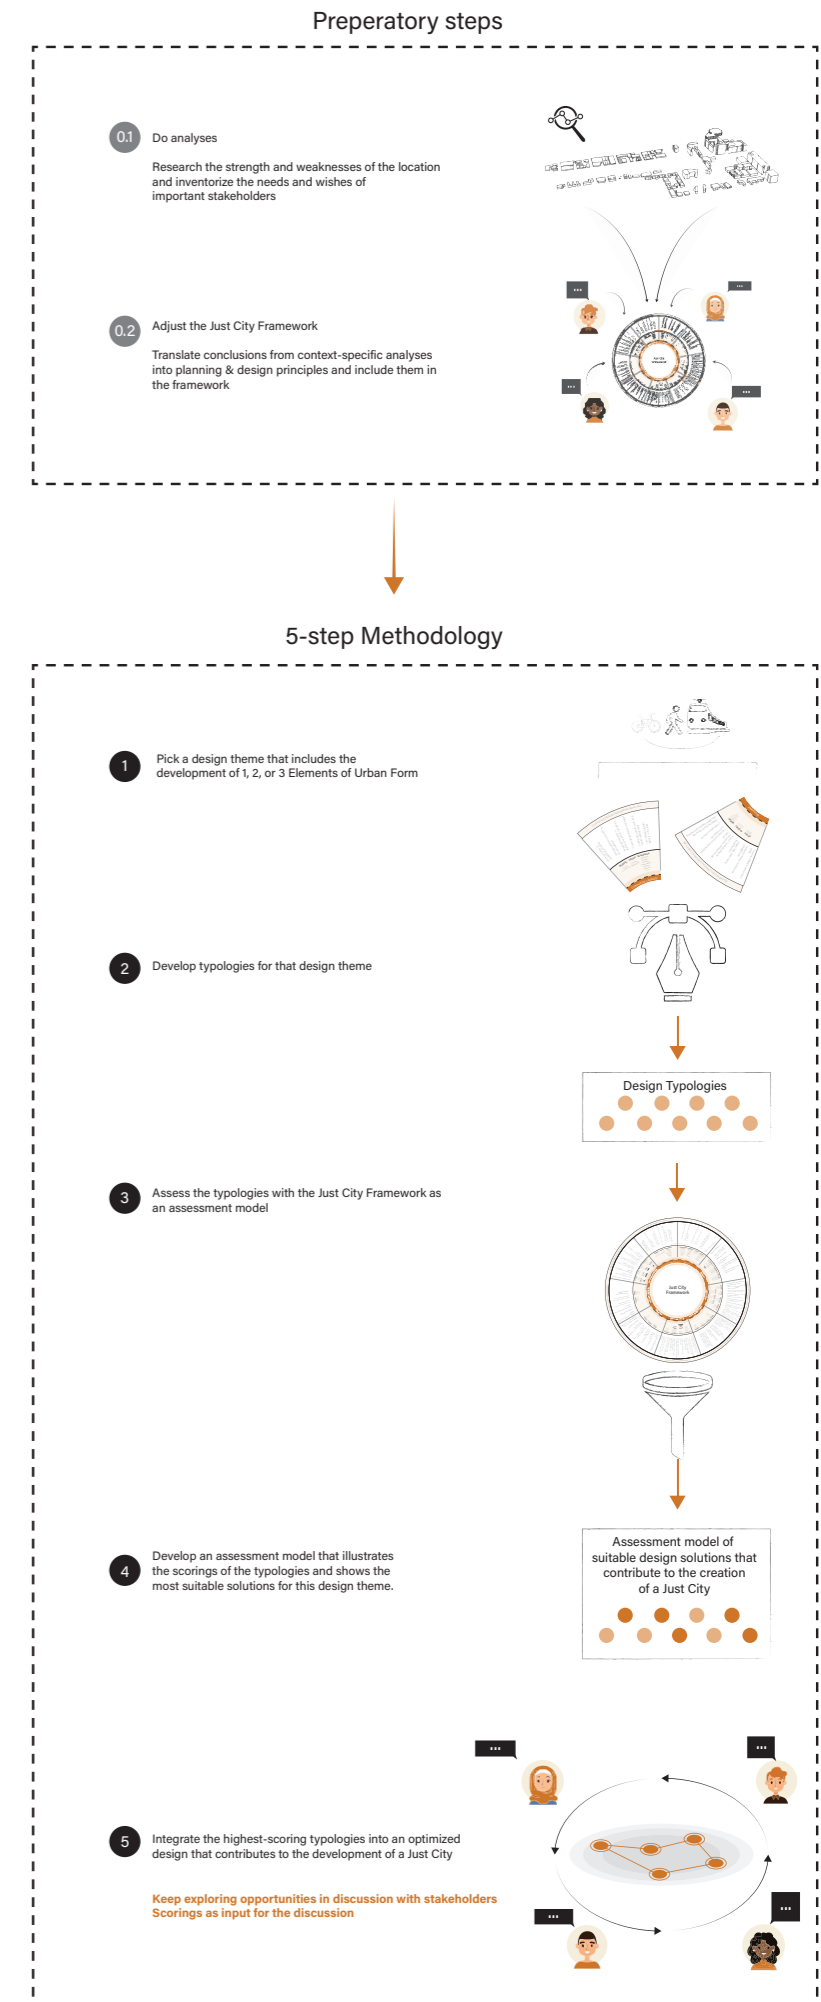 Preperatory steps
0.1
Do analyses
Research the strength and weaknesses of the location
and inventorize the needs and wishes of
important stakeholders
0.2
Adjust the Just City Framework
Translate conclusions from context-specific analyses
into planning & design principles and include them in
the framework
5-step Methodology
1
Pick a design theme that includes the
development of 1, 2, or 3 Elements of Urban Form
2
Develop typologies for that design theme
Design Typologies
3
Assess the typologies with the Just City Framework as
an assessment model
Just City
Framework
4
Develop an assessment model that illustrates
the scorings of the typologies and shows the
most suitable solutions for this design theme.
Assessment model of
suitable design solutions that
contribute to the creation
of a Just City
5
Integrate the highest-scoring typologies into an optimized
design that contributes to the development of a Just City
Keep exploring opportunities in discussion with stakeholders
Scorings as input for the discussion